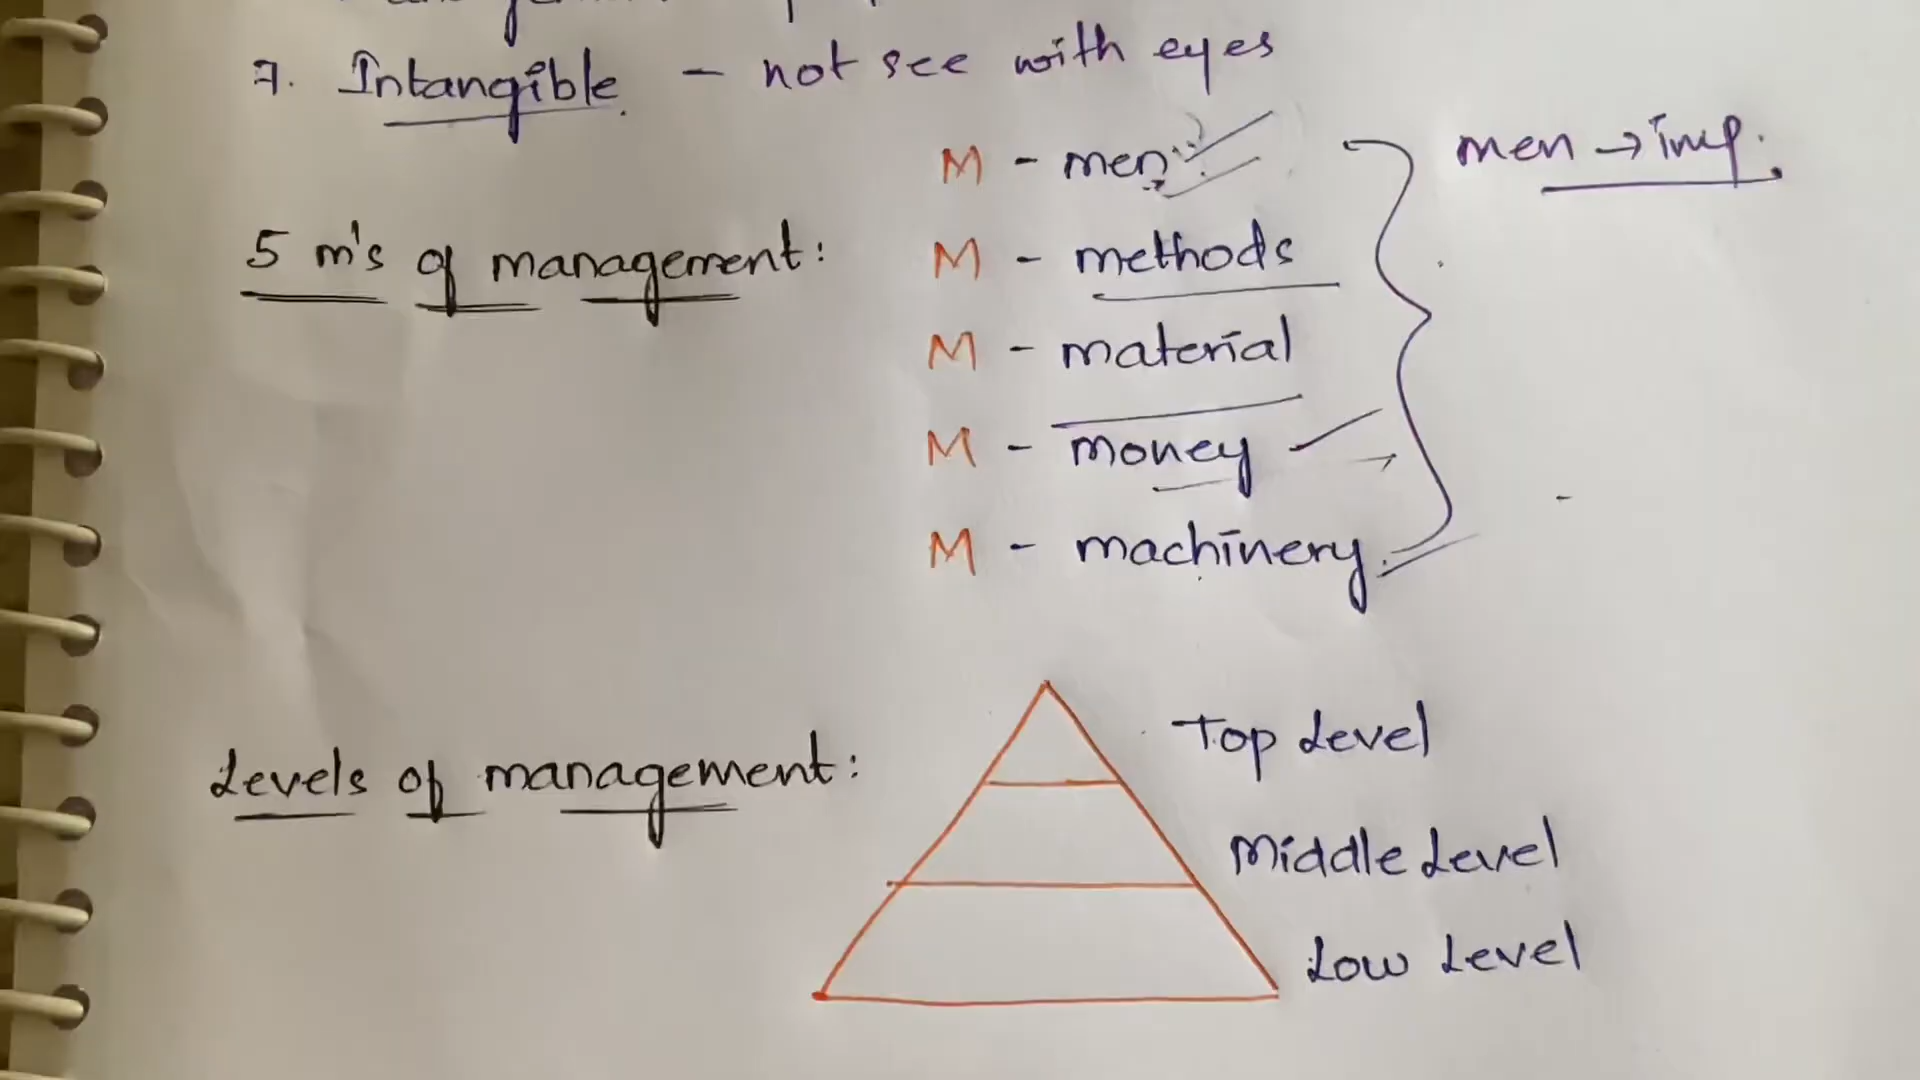 7. Intangible - not see with eyes
M - men
men → imp.
5 m's of management:
M - methods
M - material
M - money
M - machinery.
Levels of management:
Top Level
Middle Level
Low Level